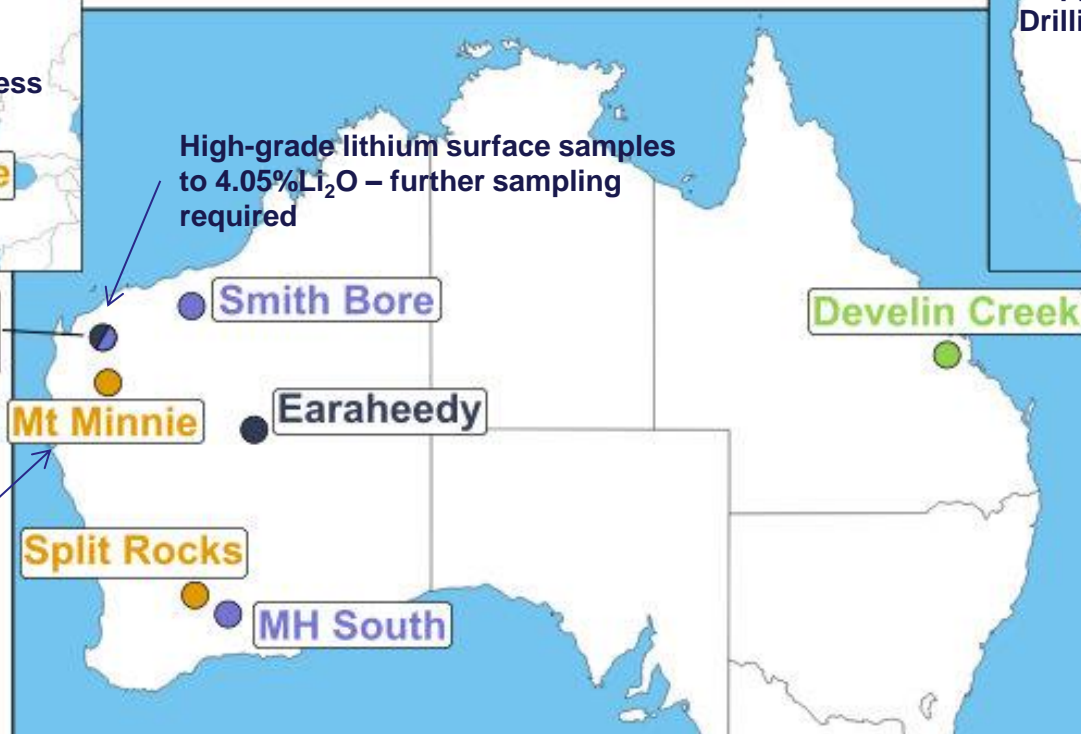 Drilli
ess
e
High-grade lithium surface samples
to 4.05%Li₂O – further sampling
required
Smith Bore
Develin Creek
Mt Minnie
Earaheedy
Split Rocks
MH South